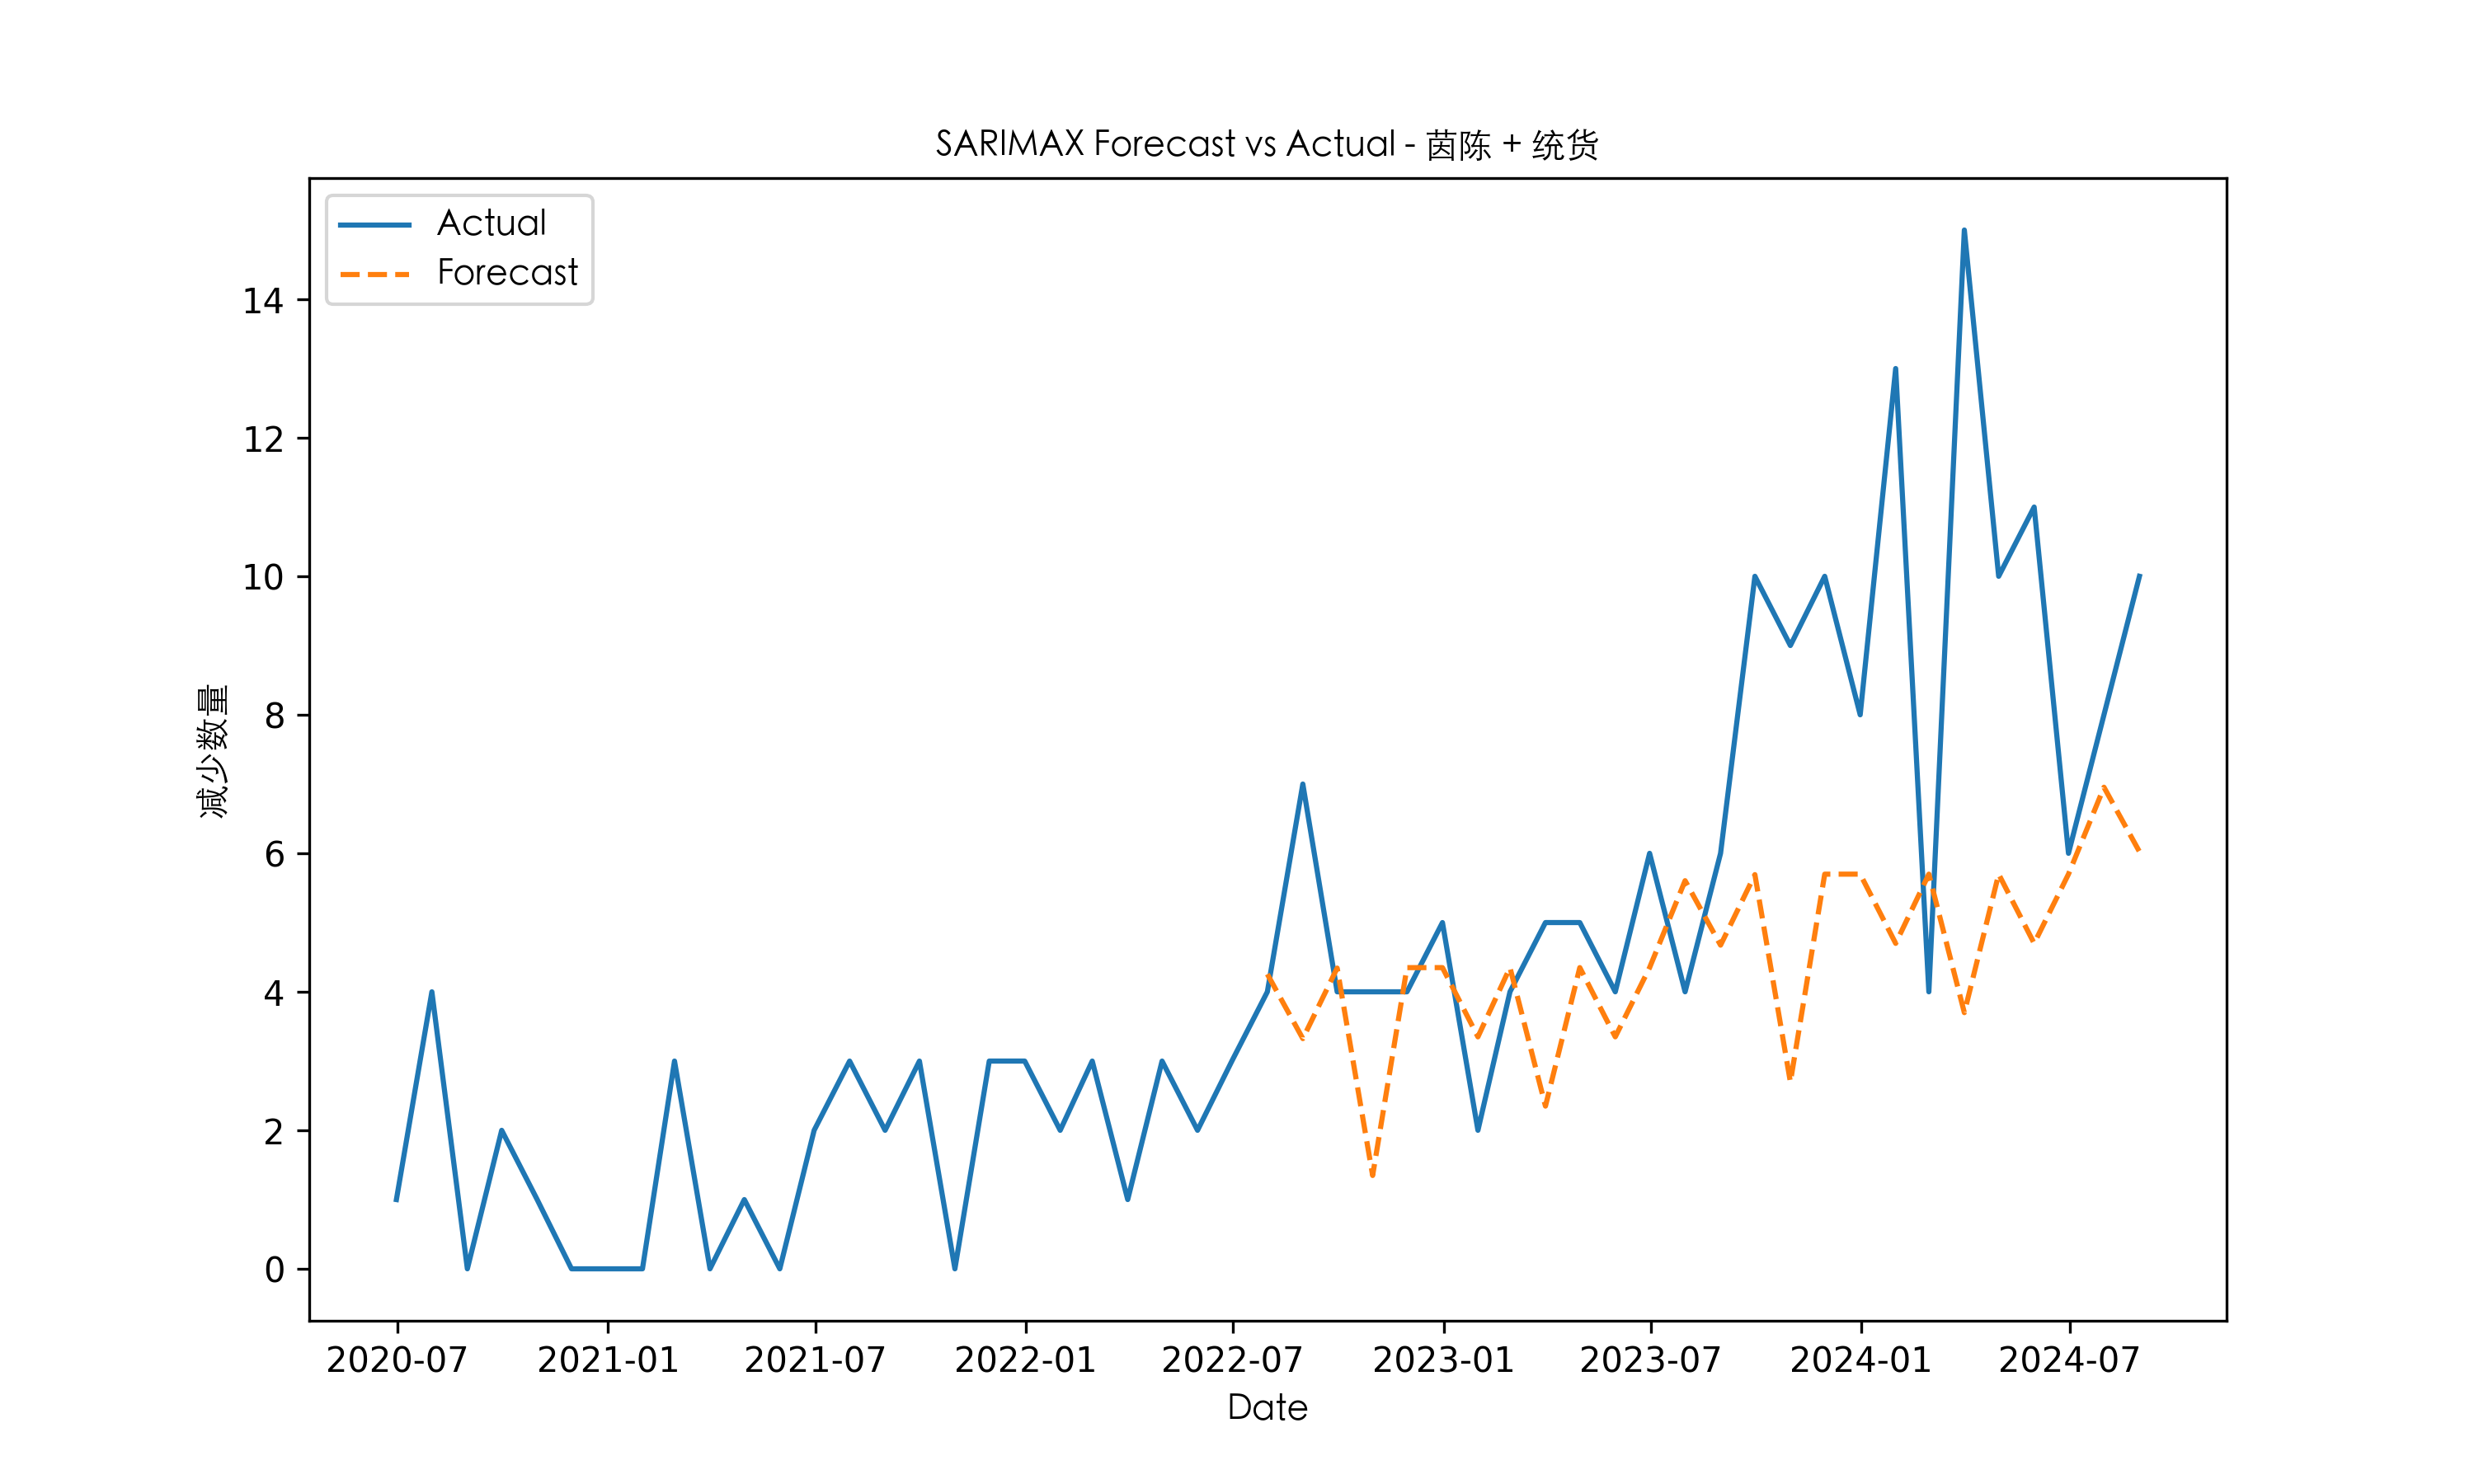 SARIMAX Forecast vs Actual - 茵陈 + 统货
Actual
Forecast
减少数量
14
12
10
8
6
4
2
0
2020-07 2021-01 2021-07 2022-01 2022-07 2023-01 2023-07 2024-01 2024-07
Date